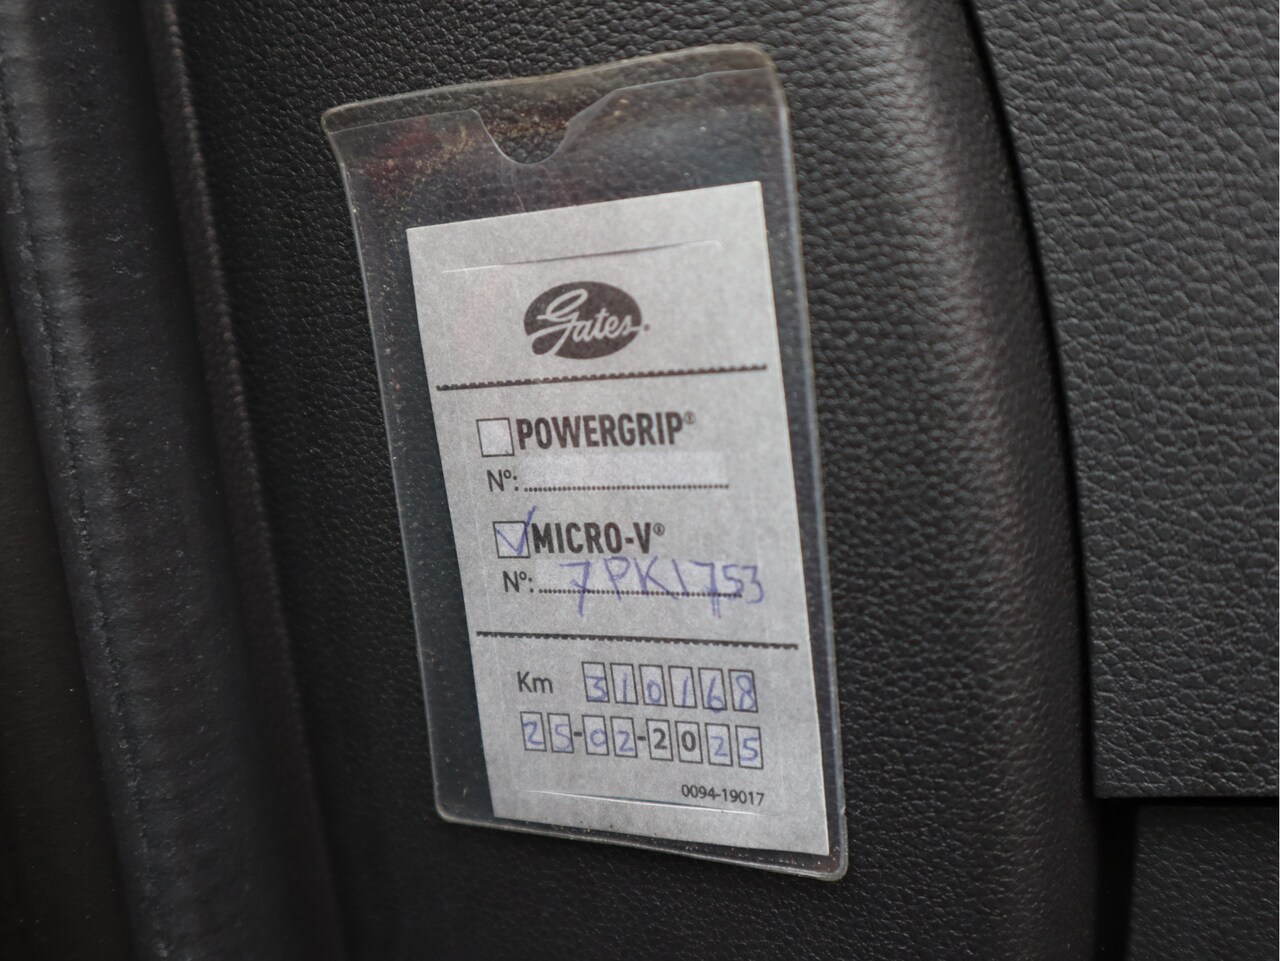 Gates®
POWERGRIP®
Nº:
MICRO-V®
Nº: 7PK1753
Km 310168
25-02-2025
0094-19017